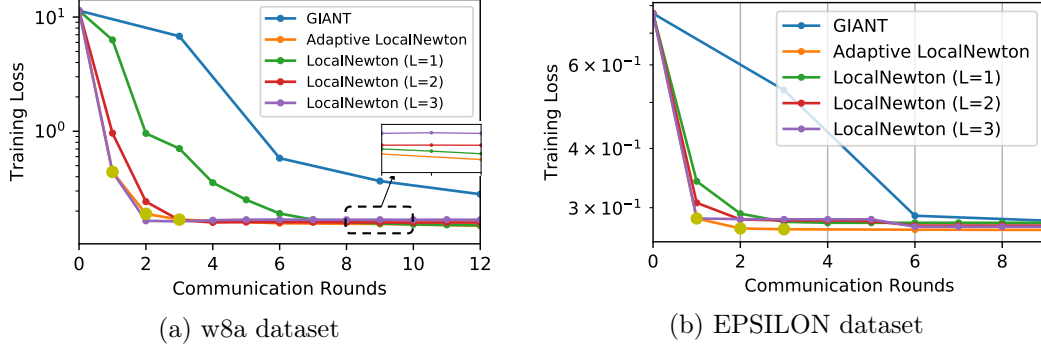 GIANT
Adaptive LocalNewton
LocalNewton (L=1)
LocalNewton (L=2)
LocalNewton (L=3)
Training Loss
10¹
10⁰
0 2 4 6 8 10 12
Communication Rounds
(a) w8a dataset
GIANT
Adaptive LocalNewton
LocalNewton (L=1)
LocalNewton (L=2)
LocalNewton (L=3)
Training Loss
6 × 10⁻¹
4 × 10⁻¹
3 × 10⁻¹
0 2 4 6 8
Communication Rounds
(b) EPSILON dataset